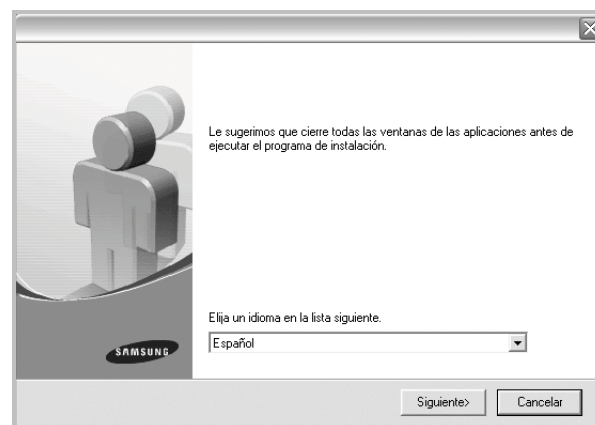 Le sugerimos que cierre todas las ventanas de las aplicaciones antes de
ejecutar el programa de instalación.
Elija un idioma en la lista siguiente.
Español
SAMSUNG
Siguiente>
Cancelar